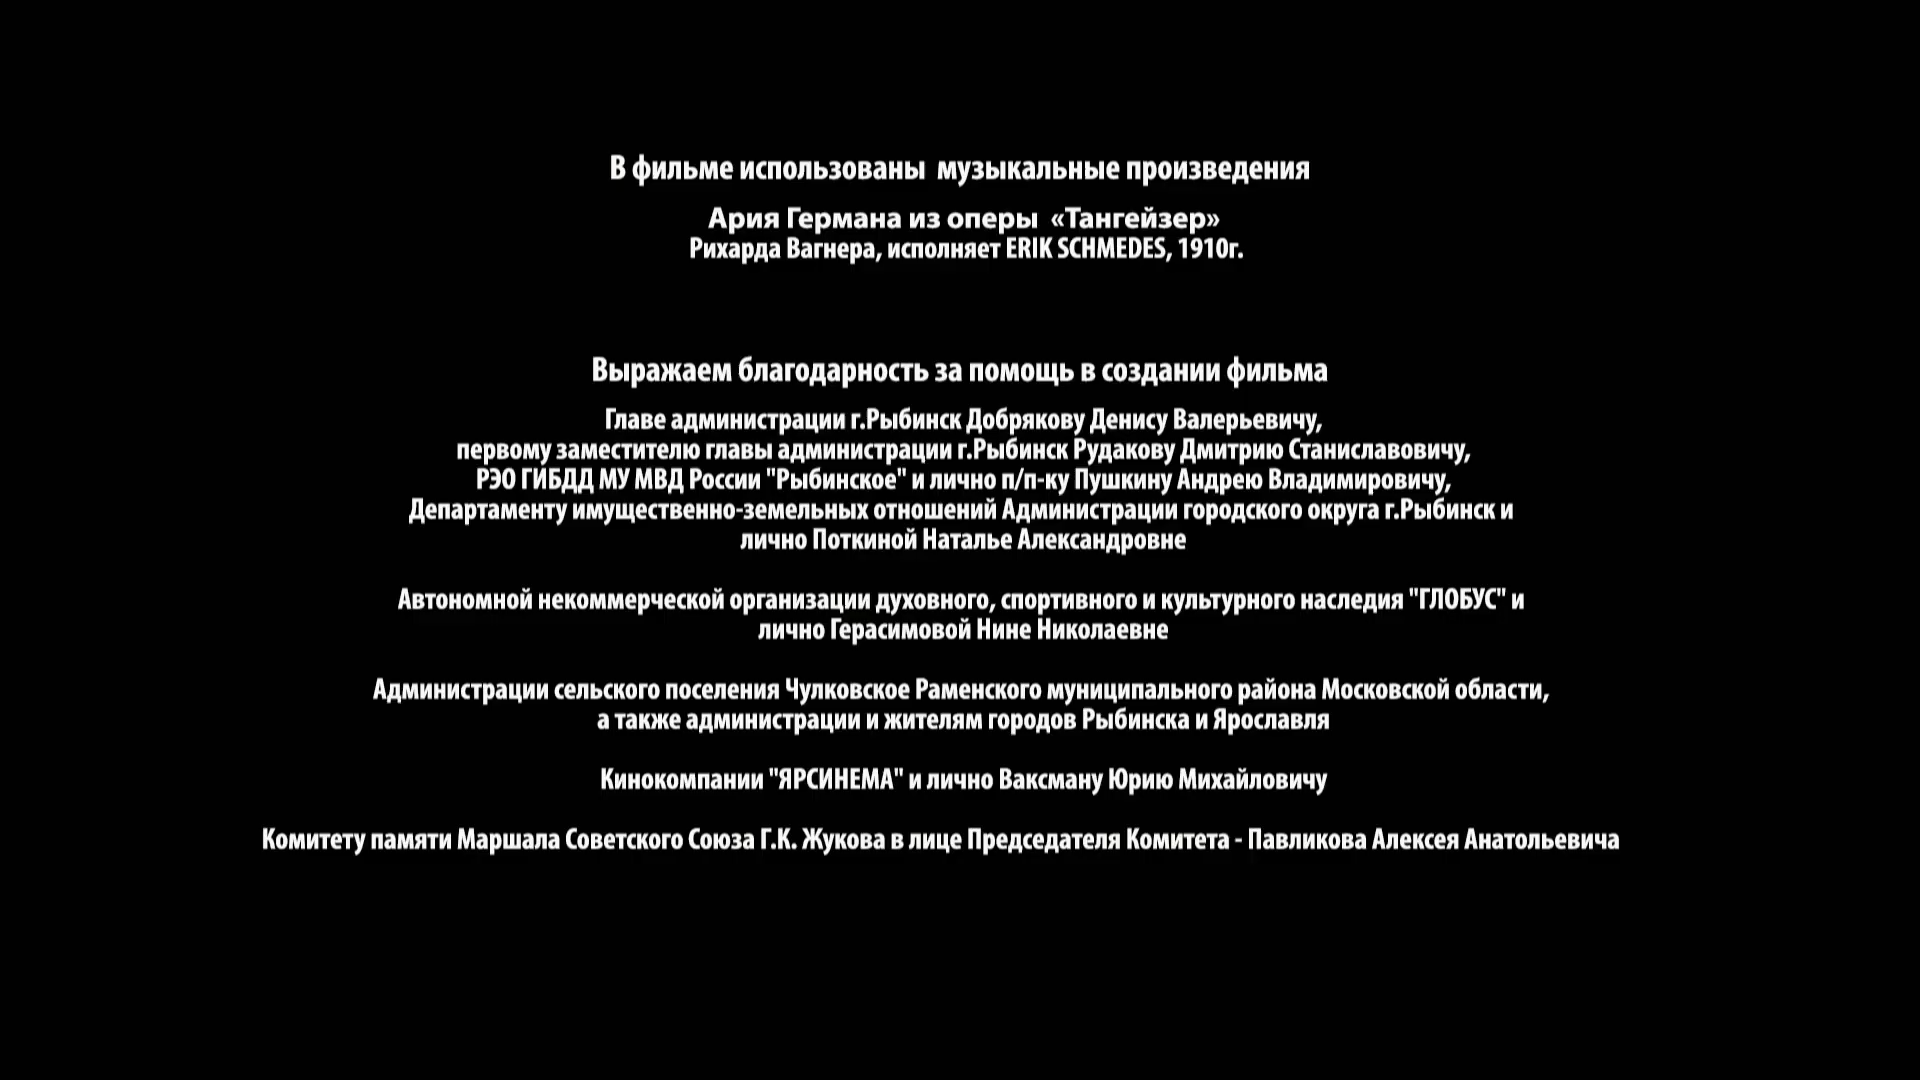 В фильме использованы  музыкальные произведения
Ария Германа из оперы  «Тангейзер»
Рихарда Вагнера, исполняет ERIK SCHMEDES, 1910г.
Выражаем благодарность за помощь в создании фильма
Главе администрации г.Рыбинск Добрякову Денису Валерьевичу,
первому заместителю главы администрации г.Рыбинск Рудакову Дмитрию Станиславовичу,
РЭО ГИБДД МУ МВД России "Рыбинское" и лично п/п-ку Пушкину Андрею Владимировичу,
Департаменту имущественно-земельных отношений Администрации городского округа г.Рыбинск и
лично Поткиной Наталье Александровне
Автономной некоммерческой организации духовного, спортивного и культурного наследия "ГЛОБУС" и
лично Герасимовой Нине Николаевне
Администрации сельского поселения Чулковское Раменского муниципального района Московской области,
а также администрации и жителям городов Рыбинска и Ярославля
Кинокомпании "ЯРСИНЕМА" и лично Ваксману Юрию Михайловичу
Комитету памяти Маршала Советского Союза Г.К. Жукова в лице Председателя Комитета - Павликова Алексея Анатольевича